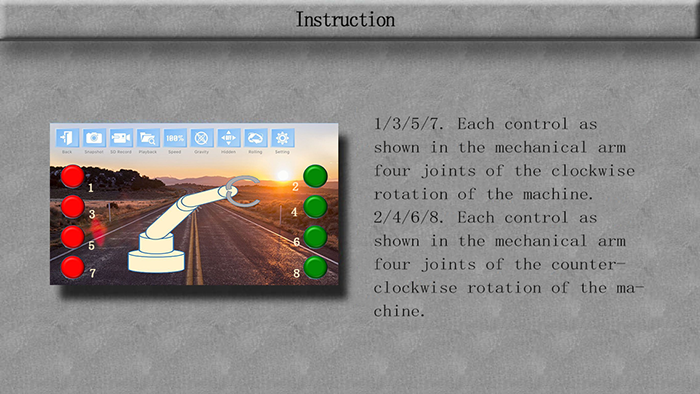 Instruction
100%
Back Snapshot SD Record Playback Speed Gravity Hidden Rolling Setting
1 2
3 4
5 6
7 8
1/3/5/7. Each control as
shown in the mechanical arm
four joints of the clockwise
rotation of the machine.
2/4/6/8. Each control as
shown in the mechanical arm
four joints of the counter-
clockwise rotation of the ma-
chine.